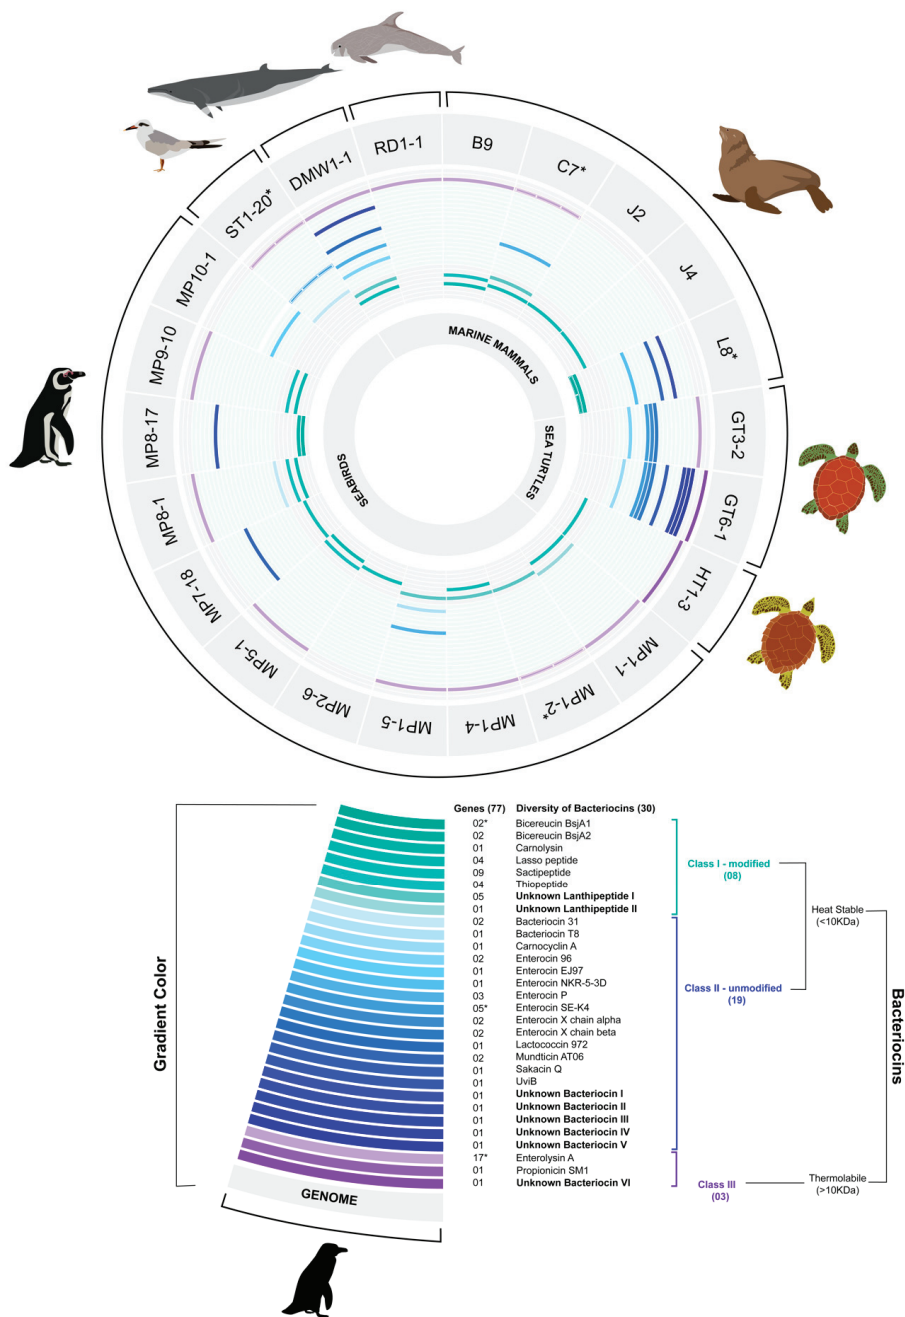 RD1-1
B9
C7*
J2
J4
L8*
GT3-2
GT6-1
HT1-3
MP1-1
MP1-2*
MP1-4
MP1-5
MP2-6
MP5-1
MP7-18
MP8-1
MP8-17
MP9-10
MP10-1
ST1-20*
DMW1-1
MARINE MAMMALS
SEA TURTLES
SEABIRDS
Genes (77) Diversity of Bacteriocins (30)
02* Bicereucin BsjA1
02 Bicereucin BsjA2
01 Carnolysin
04 Lasso peptide
09 Sactipeptide
04 Thiopeptide
05 Unknown Lanthipeptide I
01 Unknown Lanthipeptide II
02 Bacteriocin 31
01 Bacteriocin T8
01 Carnocyclin A
02 Enterocin 96
01 Enterocin EJ97
01 Enterocin NKR-5-3D
03 Enterocin P
05* Enterocin SE-K4
02 Enterocin X chain alpha
02 Enterocin X chain beta
01 Lactococcin 972
02 Mundticin AT06
01 Sakacin Q
01 UviB
01 Unknown Bacteriocin I
01 Unknown Bacteriocin II
01 Unknown Bacteriocin III
01 Unknown Bacteriocin IV
01 Unknown Bacteriocin V
17* Enterolysin A
01 Propionicin SM1
01 Unknown Bacteriocin VI
Class I - modified
(08)
Class II - unmodified
(19)
Class III
(03)
Heat Stable
(<10KDa)
Thermolabile
(>10KDa)
Bacteriocins
Gradient Color
GENOME